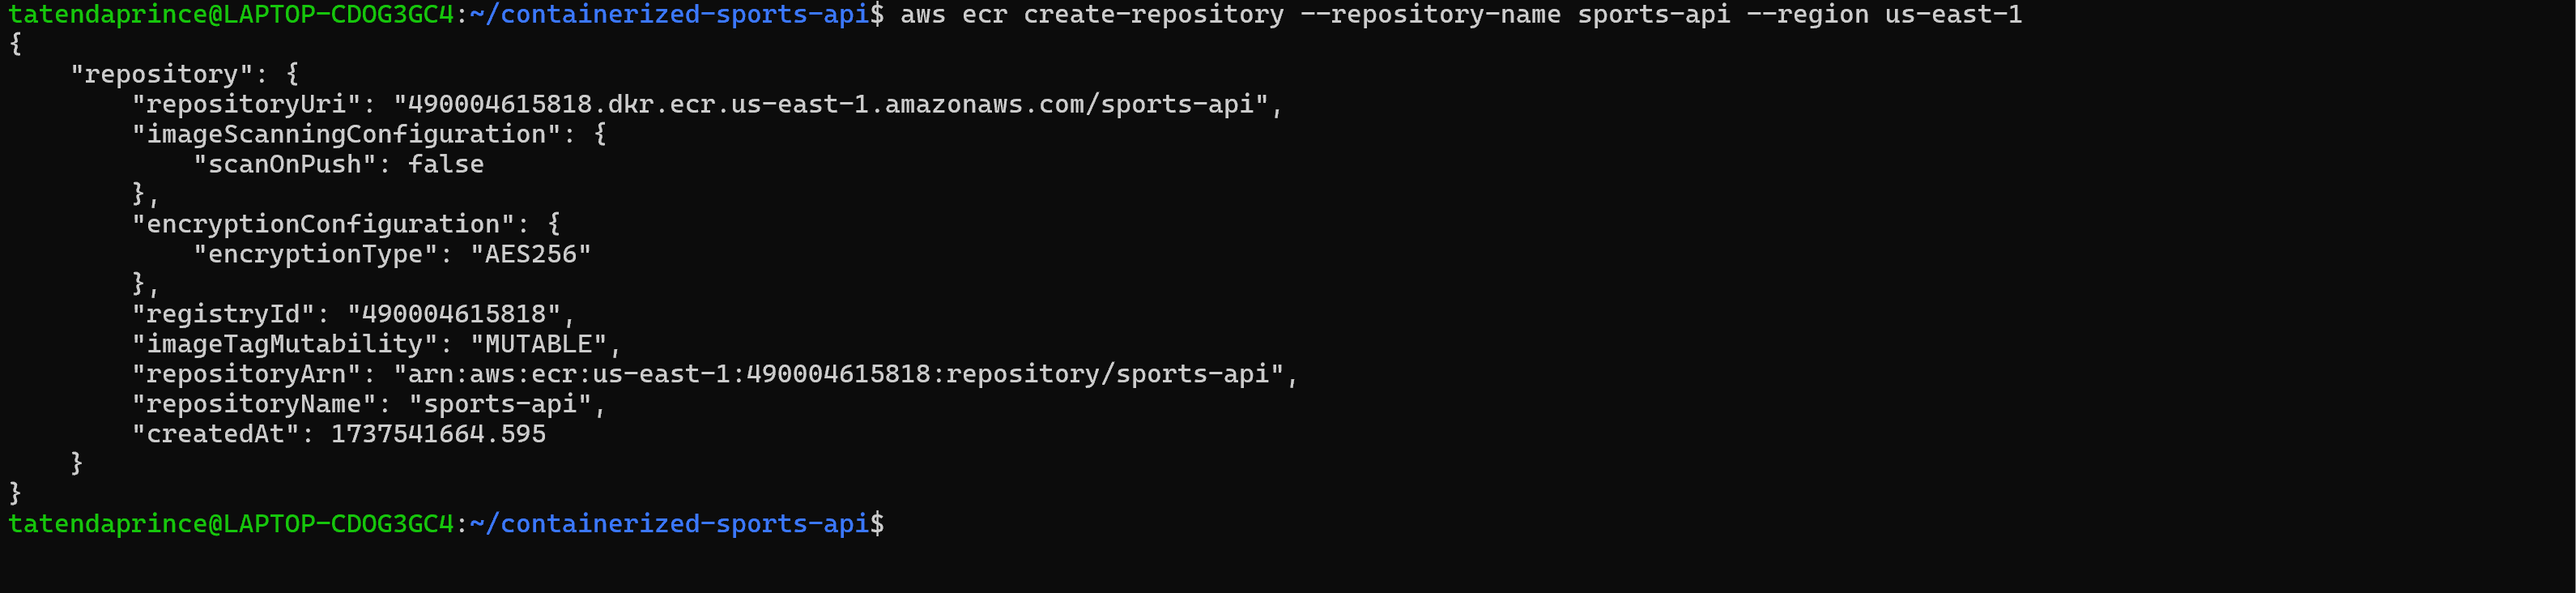 tatendaprince@LAPTOP-CDOG3GC4:~/containerized-sports-api$ aws ecr create-repository --repository-name sports-api --region us-east-1
{
    "repository": {
        "repositoryUri": "490004615818.dkr.ecr.us-east-1.amazonaws.com/sports-api",
        "imageScanningConfiguration": {
            "scanOnPush": false
        },
        "encryptionConfiguration": {
            "encryptionType": "AES256"
        },
        "registryId": "490004615818",
        "imageTagMutability": "MUTABLE",
        "repositoryArn": "arn:aws:ecr:us-east-1:490004615818:repository/sports-api",
        "repositoryName": "sports-api",
        "createdAt": 1737541664.595
    }
}
tatendaprince@LAPTOP-CDOG3GC4:~/containerized-sports-api$